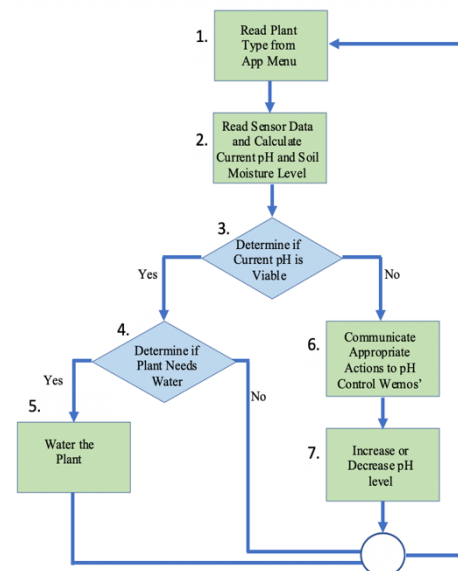 1.
Read Plant
Type from
App Menu
2.
Read Sensor Data
and Calculate
Current pH and Soil
Moisture Level
3.
Determine if
Current pH is
Viable
Yes
No
4.
Determine if
Plant Needs
Water
Yes
No
5.
Water the
Plant
6.
Communicate
Appropriate
Actions to pH
Control Wemos'
7.
Increase or
Decrease pH
level